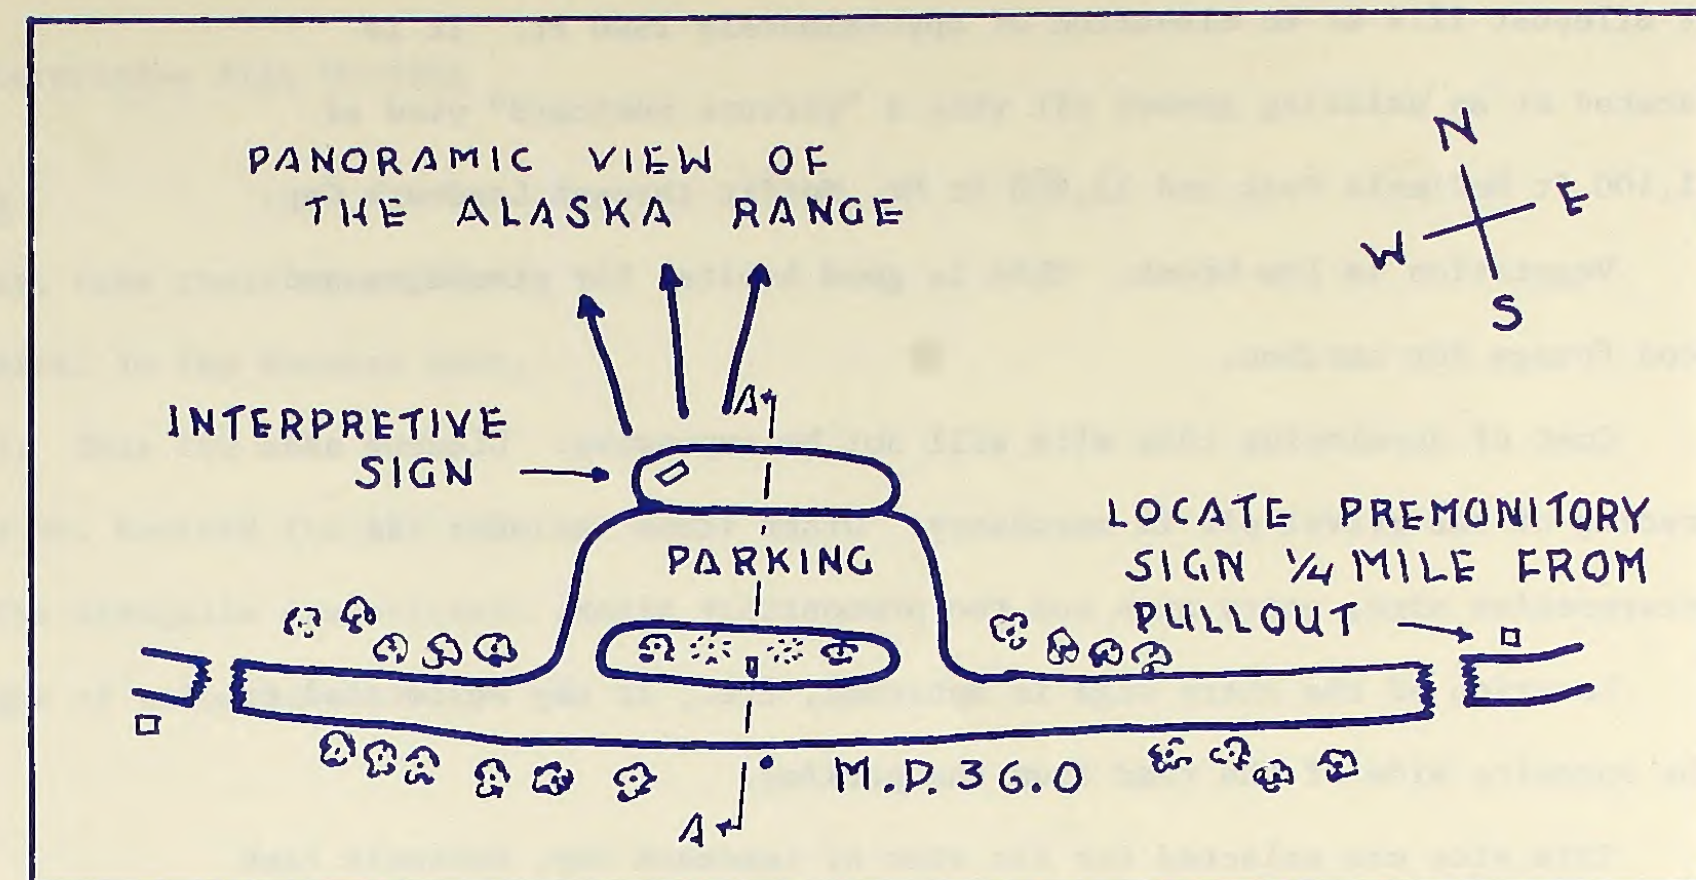 PANORAMIC VIEW OF
THE ALASKA RANGE
N
W E
S
A
INTERPRETIVE
SIGN
LOCATE PREMONITORY
SIGN 1/4 MILE FROM
PULLOUT
PARKING
M.P. 36.0
A